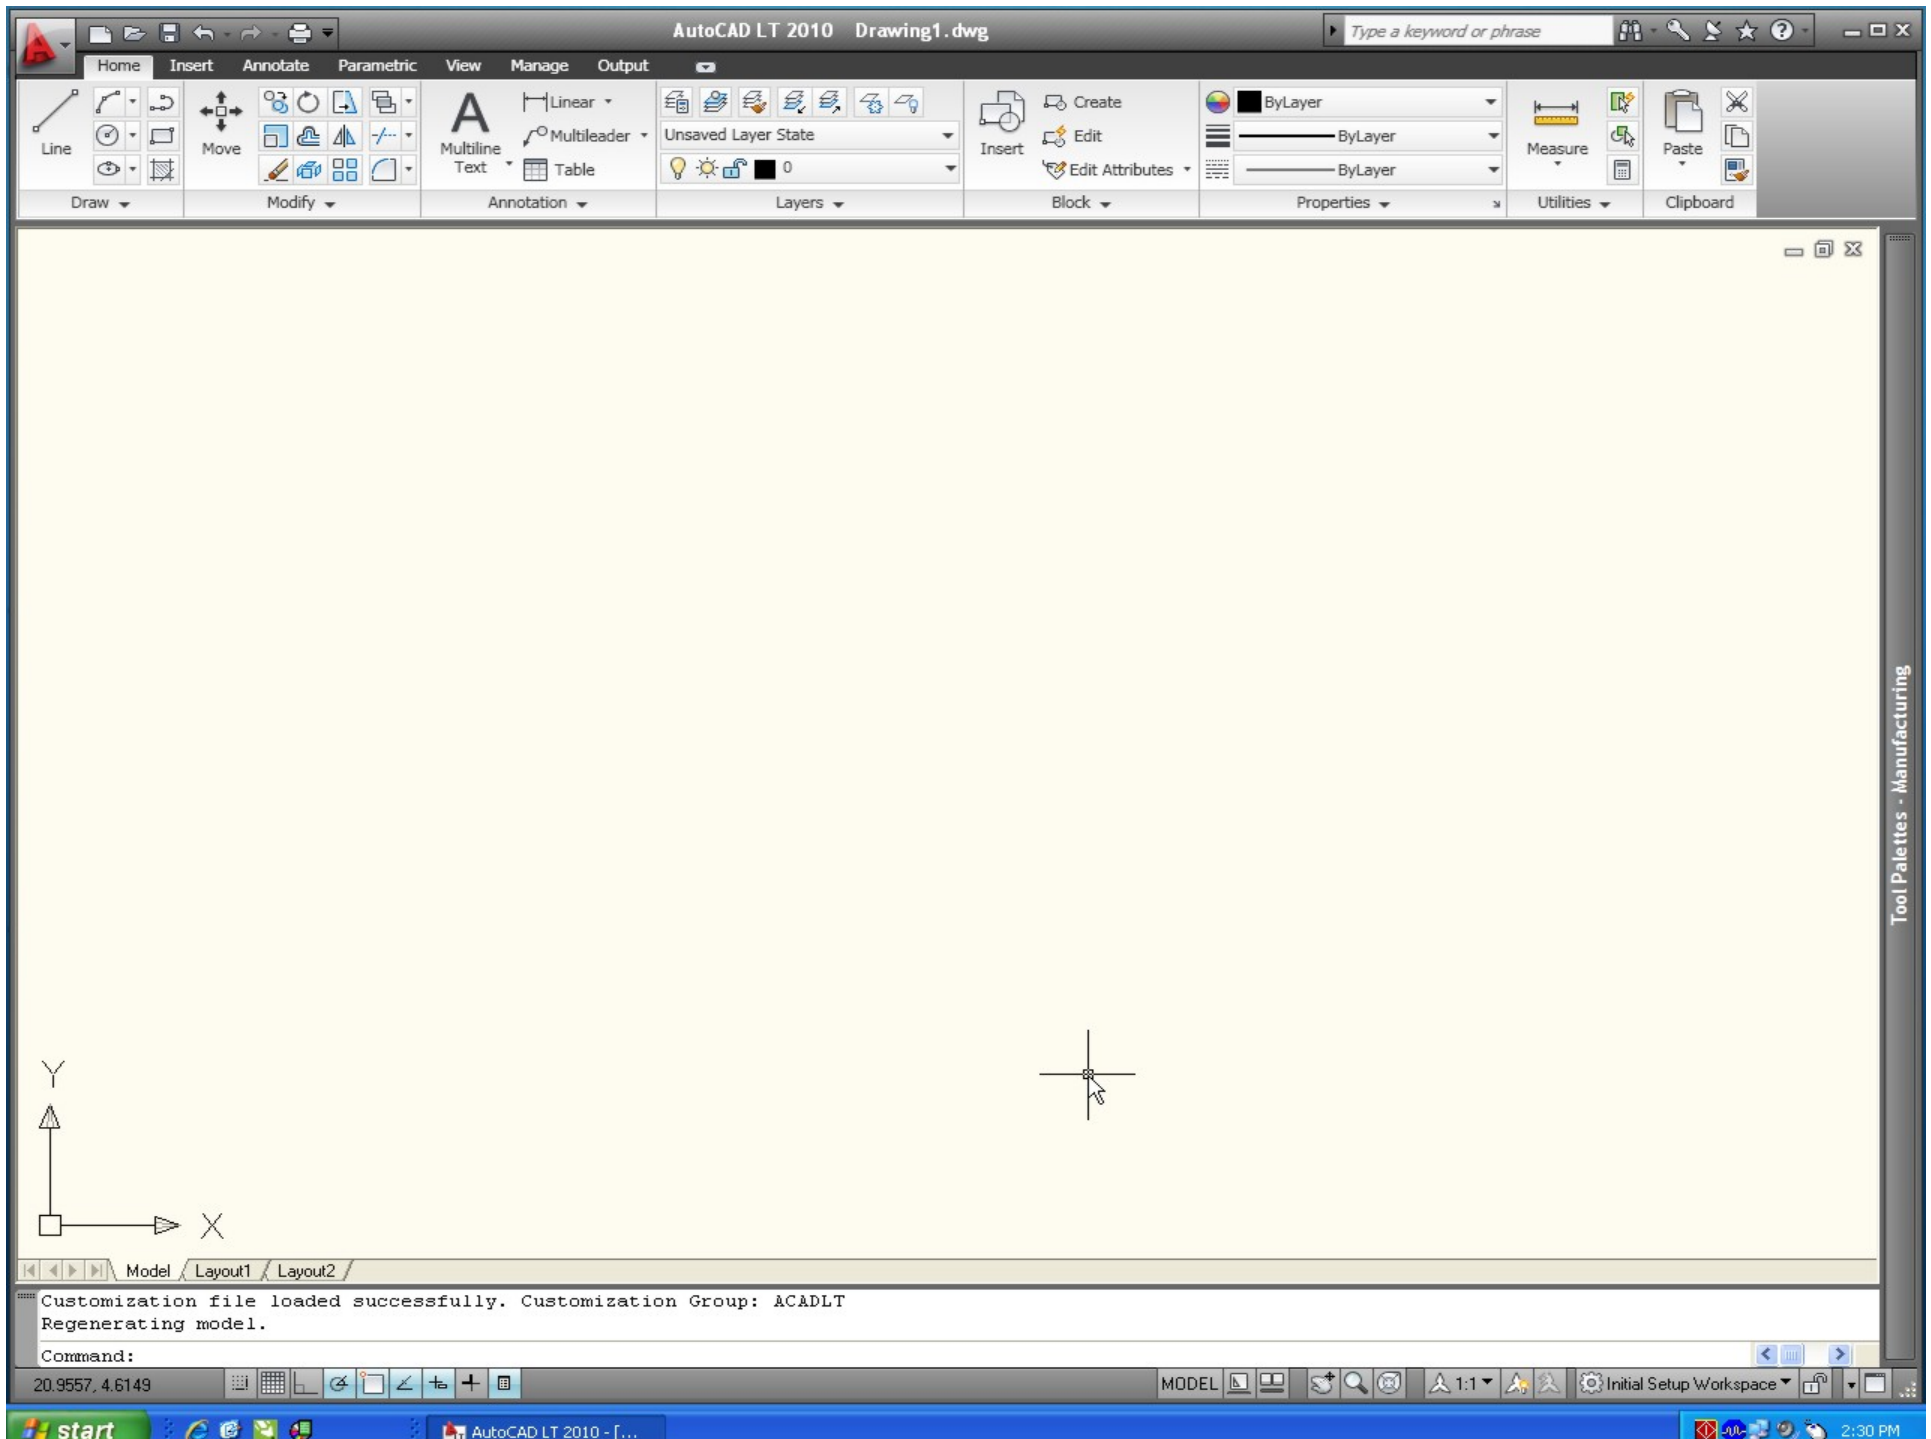 AutoCAD LT 2010 Drawing1.dwg
Type a keyword or phrase
Home Insert Annotate Parametric View Manage Output
Line
Move
Multiline
Text
Linear
Multileader
Table
Unsaved Layer State
0
Insert
Create
Edit
Edit Attributes
ByLayer
ByLayer
ByLayer
Measure
Paste
Draw Modify Annotation Layers Block Properties Utilities Clipboard
Tool Palettes - Manufacturing
Y
X
Model Layout1 Layout2
Customization file loaded successfully. Customization Group: ACADLT
Regenerating model.
Command:
20.9557, 4.6149
MODEL
1:1
Initial Setup Workspace
start
AutoCAD LT 2010 - [...
2:30 PM